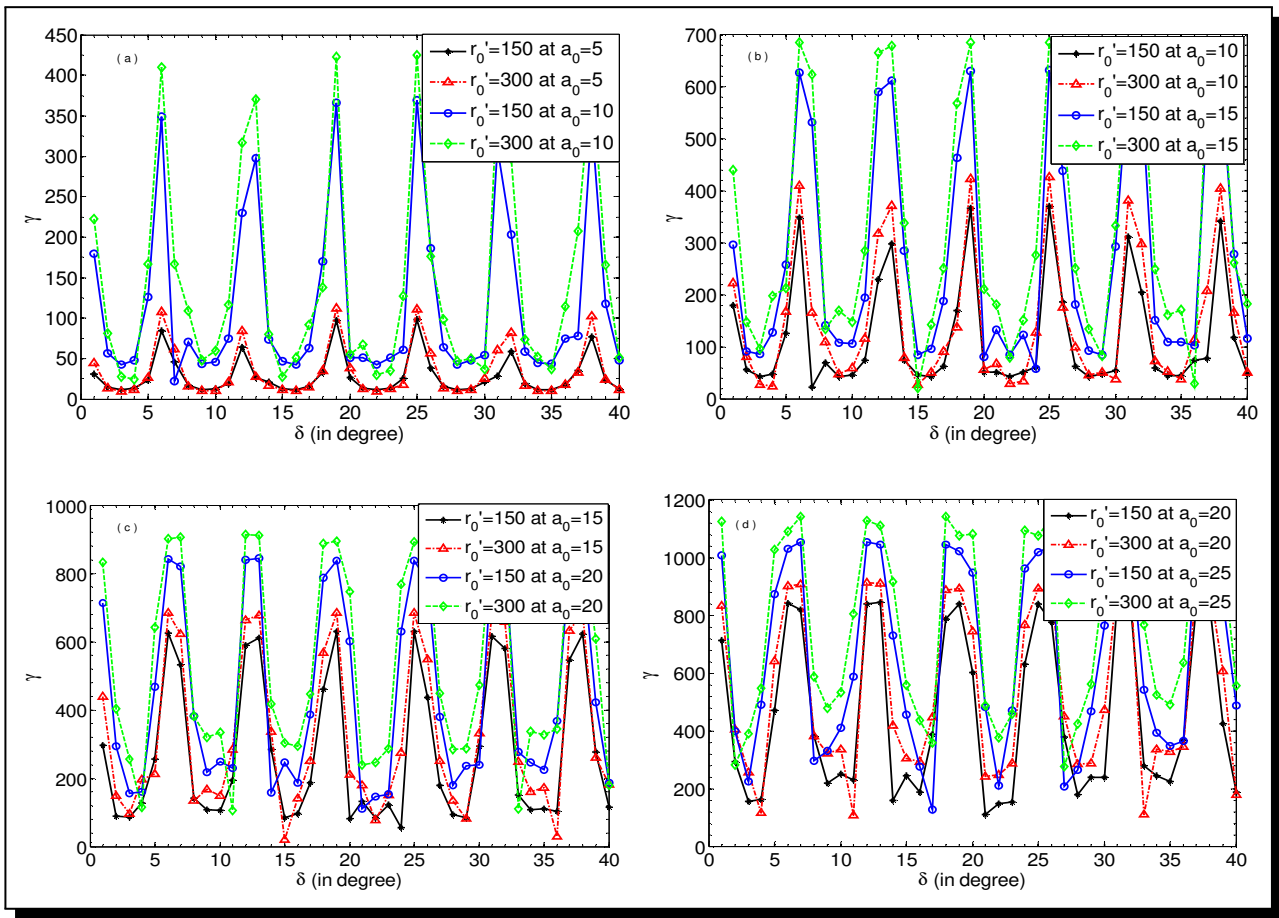 (a)
r0'=150 at a0=5
r0'=300 at a0=5
r0'=150 at a0=10
r0'=300 at a0=10
450
400
350
300
250
200
150
100
50
0
γ
0 5 10 15 20 25 30 35 40
δ (in degree)
(b)
r0'=150 at a0=10
r0'=300 at a0=10
r0'=150 at a0=15
r0'=300 at a0=15
700
600
500
400
300
200
100
0
γ
0 5 10 15 20 25 30 35 40
δ (in degree)
(c)
r0'=150 at a0=15
r0'=300 at a0=15
r0'=150 at a0=20
r0'=300 at a0=20
1000
800
600
400
200
0
γ
0 5 10 15 20 25 30 35 40
δ (in degree)
(d)
r0'=150 at a0=20
r0'=300 at a0=20
r0'=150 at a0=25
r0'=300 at a0=25
1200
1000
800
600
400
200
0
γ
0 5 10 15 20 25 30 35 40
δ (in degree)